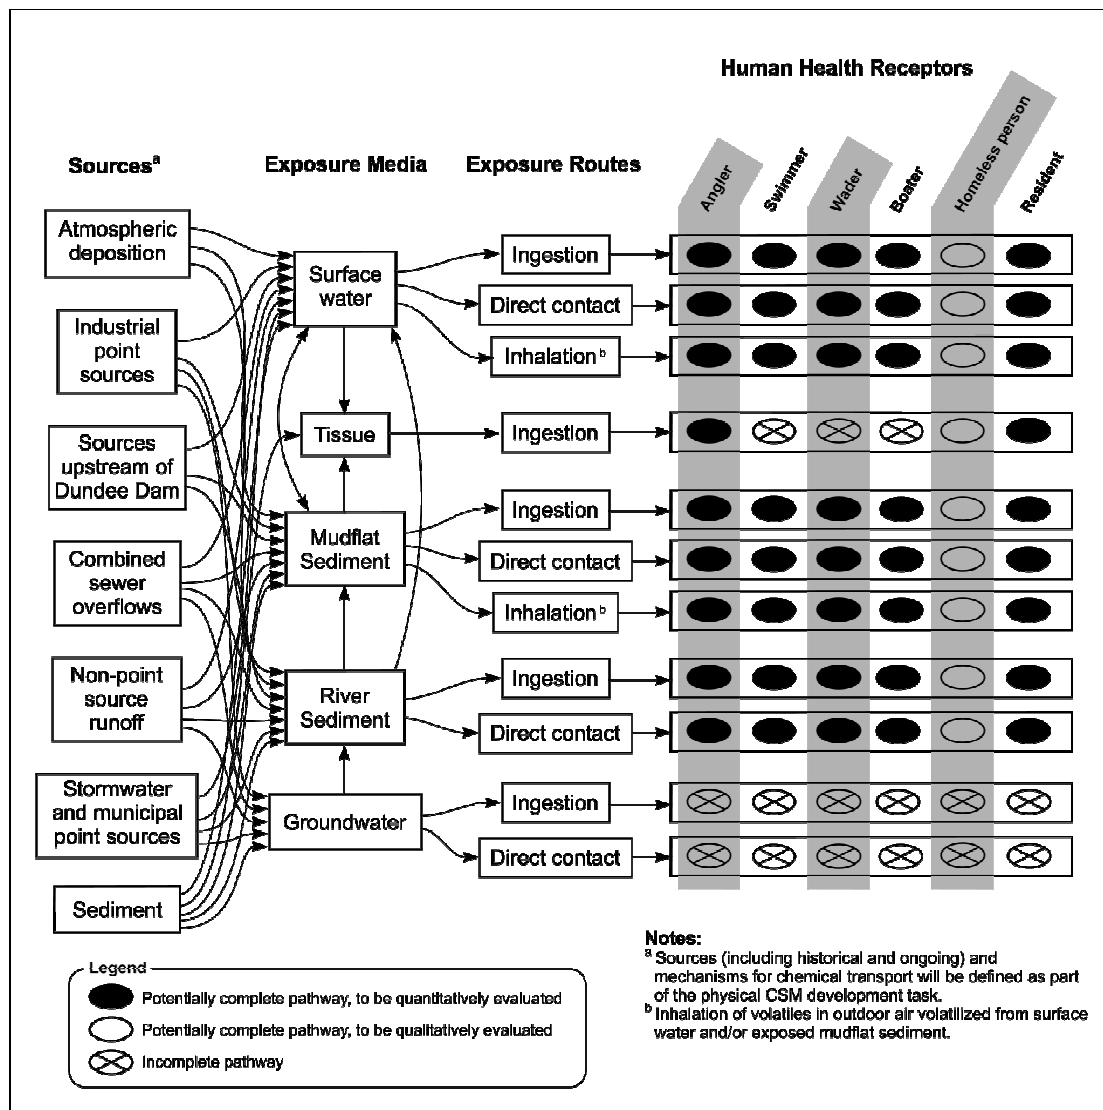 Human Health Receptors
Sourcesa
Exposure Media
Exposure Routes
Angler
Swimmer
Wader
Boater
Homeless person
Resident
Atmospheric
deposition
Industrial
point
sources
Sources
upstream of
Dundee Dam
Combined
sewer
overflows
Non-point
source
runoff
Stormwater
and municipal
point sources
Sediment
Surface
water
Tissue
Mudflat
Sediment
River
Sediment
Groundwater
Ingestion
Direct contact
Inhalation b
Ingestion
Ingestion
Direct contact
Inhalation b
Ingestion
Direct contact
Ingestion
Direct contact
Legend
Potentially complete pathway, to be quantitatively evaluated
Potentially complete pathway, to be qualitatively evaluated
Incomplete pathway
Notes:
a Sources (including historical and ongoing) and
mechanisms for chemical transport will be defined as part
of the physical CSM development task.
b Inhalation of volatiles in outdoor air volatilized from surface
water and/or exposed mudflat sediment.